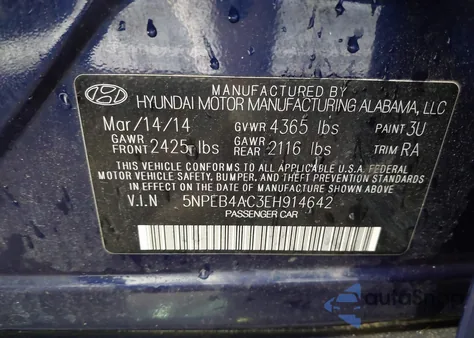 MANUFACTURED BY
HYUNDAI MOTOR MANUFACTURING ALABAMA, LLC
Mar/14/14 GVWR 4365 lbs PAINT 3U
GAWR FRONT 2425 lbs GAWR REAR 2116 lbs TRIM RA
THIS VEHICLE CONFORMS TO ALL APPLICABLE U.S.A. FEDERAL
MOTOR VEHICLE SAFETY, BUMPER, AND THEFT PREVENTION STANDARDS
IN EFFECT ON THE DATE OF MANUFACTURE SHOWN ABOVE.
V.I.N 5NPEB4AC3EH914642
PASSENGER CAR
autoSnap